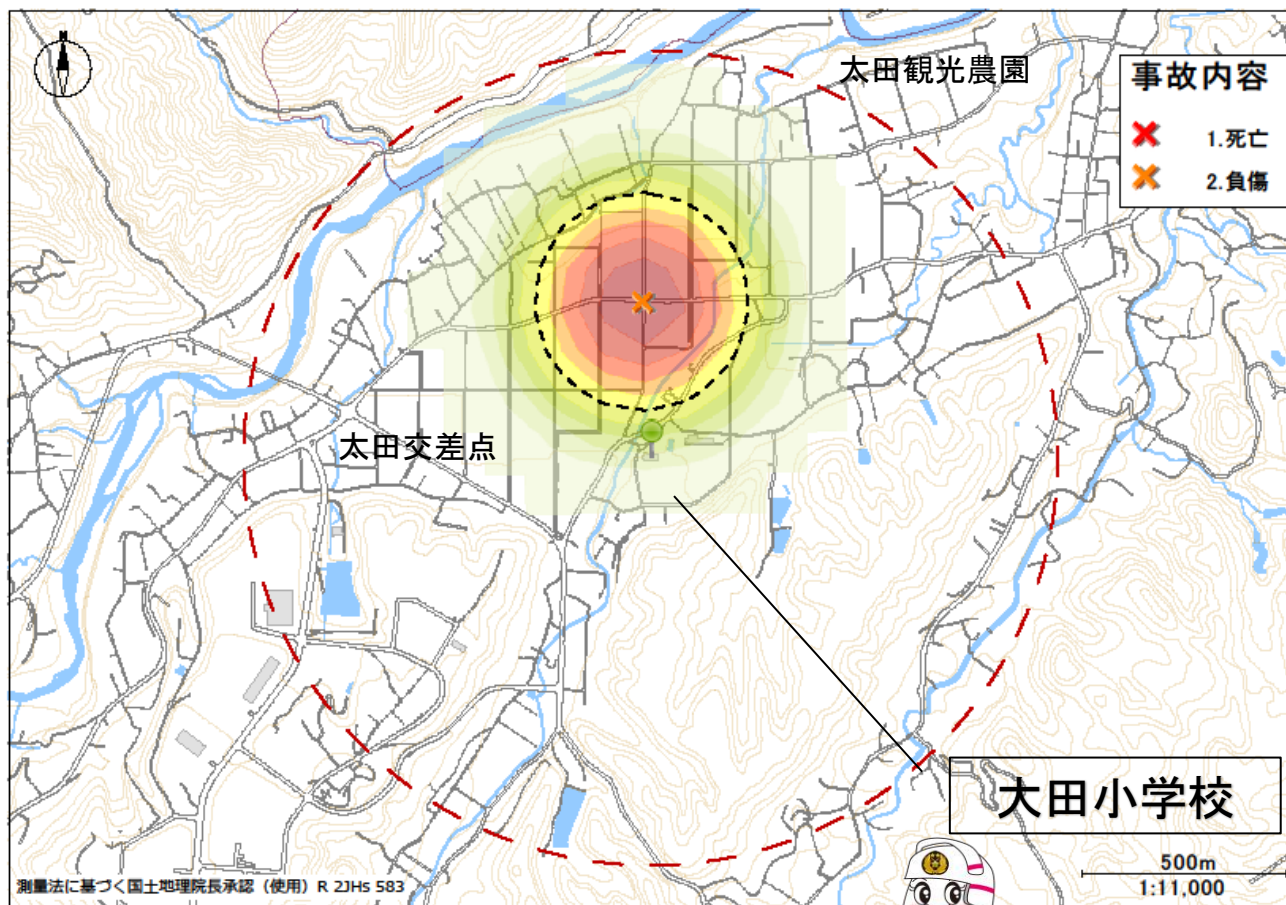 N
太田観光農園
事故内容
1.死亡
2.負傷
太田交差点
大田小学校
500m
1:11,000
測量法に基づく国土地理院長承認（使用）R 2JHs 583